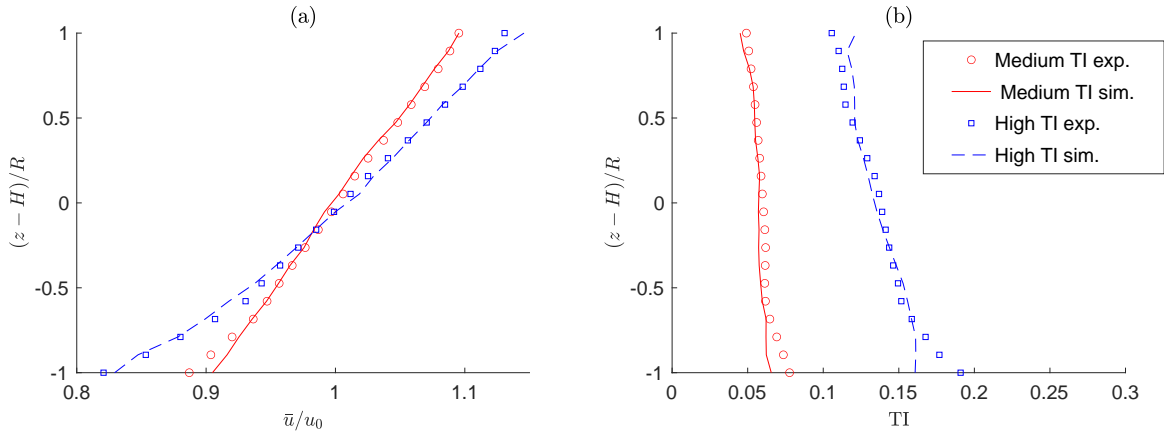 (a)
(z − H)/R
1
0.5
0
-0.5
-1
0.8
0.9
1
1.1
ū/u₀
(b)
(z − H)/R
1
0.5
0
-0.5
-1
0
0.05
0.1
0.15
0.2
0.25
0.3
TI
Medium TI exp.
Medium TI sim.
High TI exp.
High TI sim.